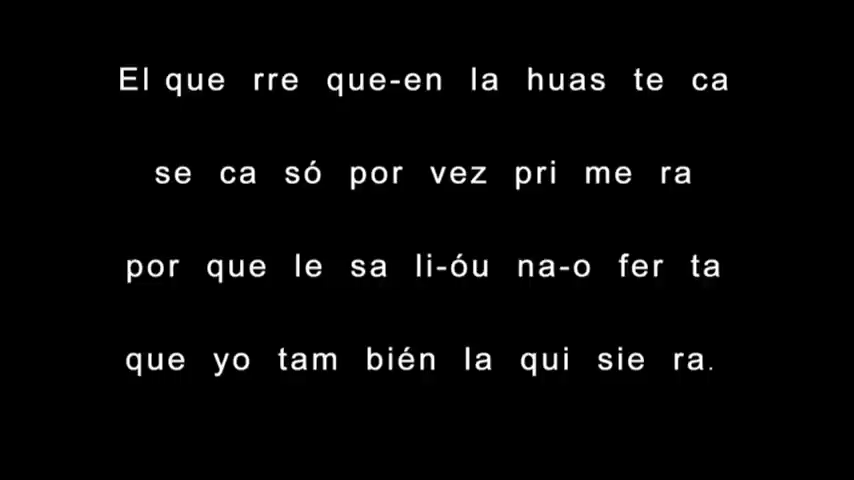 El que rre que-en la huas te ca
se ca só por vez pri me ra
por que le sa li-óu na-o fer ta
que yo tam bién la qui sie ra.